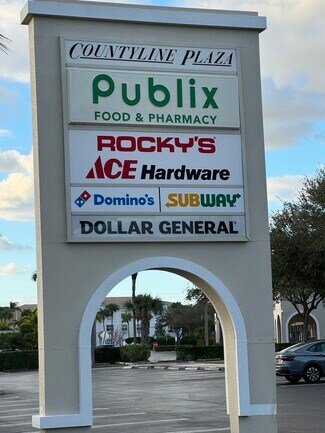 COUNTYLINE PLAZA
Publix
FOOD & PHARMACY
ROCKY'S
ACE Hardware
Domino's SUBWAY
DOLLAR GENERAL